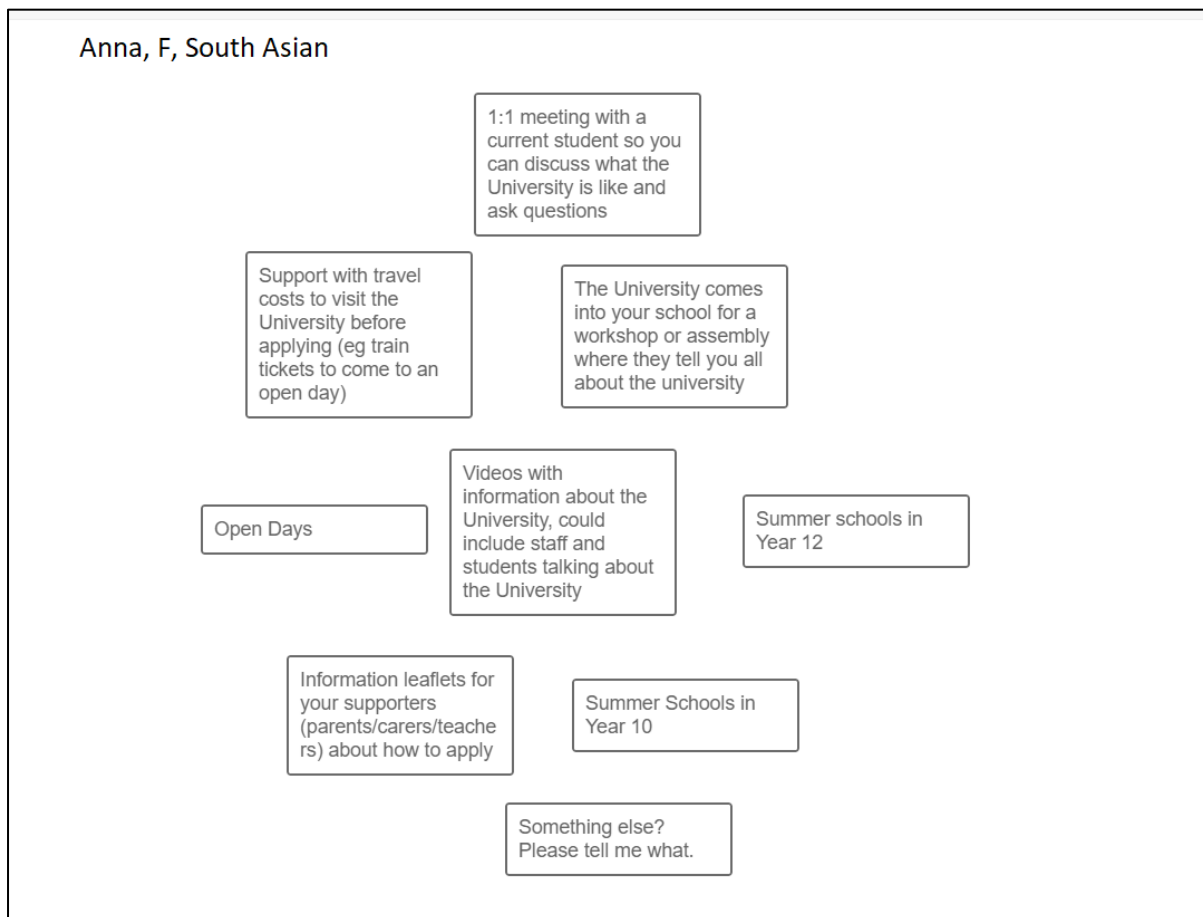 Anna, F, South Asian
1:1 meeting with a
current student so you
can discuss what the
University is like and
ask questions
Support with travel
costs to visit the
University before
applying (eg train
tickets to come to an
open day)
The University comes
into your school for a
workshop or assembly
where they tell you all
about the university
Open Days
Videos with
information about the
University, could
include staff and
students talking about
the University
Summer schools in
Year 12
Information leaflets for
your supporters
(parents/carers/teache
rs) about how to apply
Summer Schools in
Year 10
Something else?
Please tell me what.